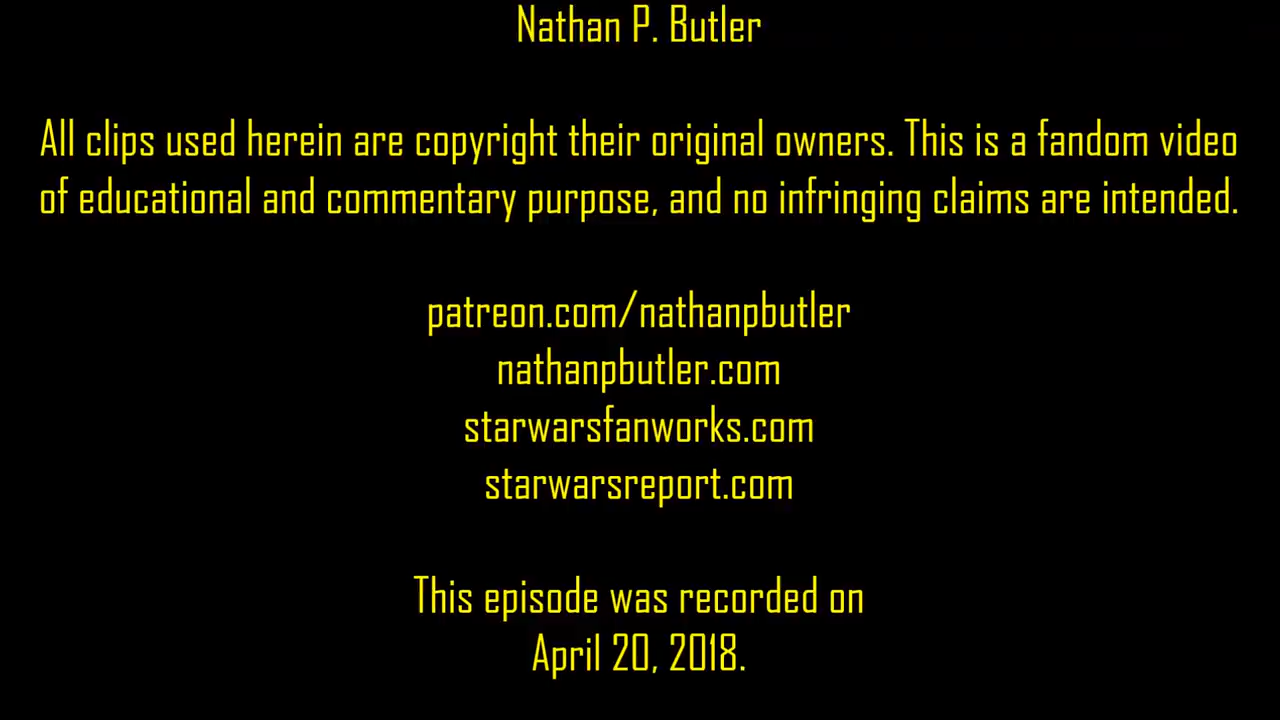 Nathan P. Butler
All clips used herein are copyright their original owners. This is a fandom video
of educational and commentary purpose, and no infringing claims are intended.
patreon.com/nathanpbutler
nathanpbutler.com
starwarsfanworks.com
starwarsreport.com
This episode was recorded on
April 20, 2018.